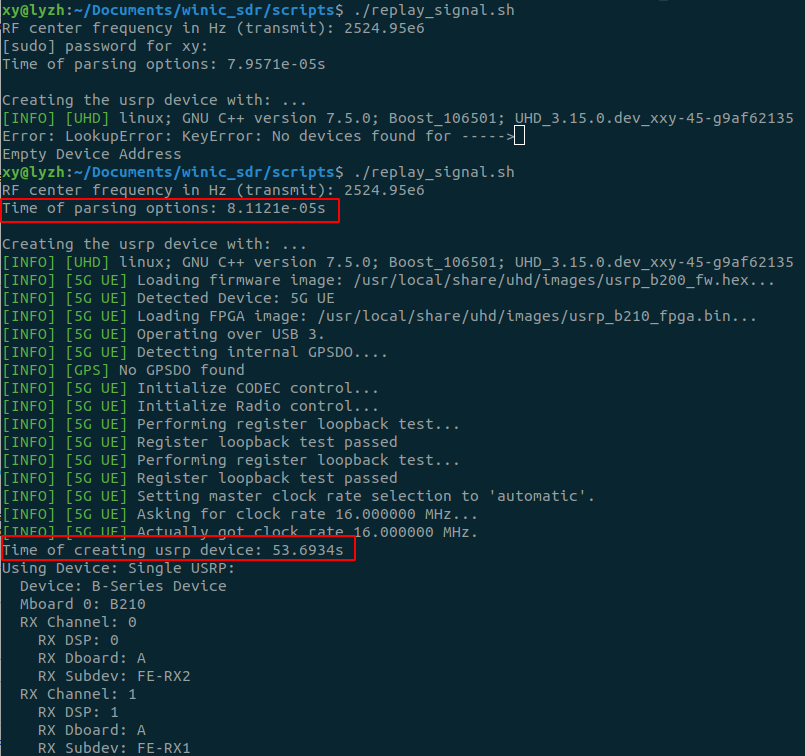 xy@lyzh:~/Documents/winic_sdr/scripts$ ./replay_signal.sh
RF center frequency in Hz (transmit): 2524.95e6
[sudo] password for xy:
Time of parsing options: 7.9571e-05s

Creating the usrp device with: ...
[INFO] [UHD] linux; GNU C++ version 7.5.0; Boost_106501; UHD_3.15.0.dev_xxy-45-g9af62135
Error: LookupError: KeyError: No devices found for ----->
Empty Device Address
xy@lyzh:~/Documents/winic_sdr/scripts$ ./replay_signal.sh
RF center frequency in Hz (transmit): 2524.95e6
Time of parsing options: 8.1121e-05s

Creating the usrp device with: ...
[INFO] [UHD] linux; GNU C++ version 7.5.0; Boost_106501; UHD_3.15.0.dev_xxy-45-g9af62135
[INFO] [5G UE] Loading firmware image: /usr/local/share/uhd/images/usrp_b200_fw.hex...
[INFO] [5G UE] Detected Device: 5G UE
[INFO] [5G UE] Loading FPGA image: /usr/local/share/uhd/images/usrp_b210_fpga.bin...
[INFO] [5G UE] Operating over USB 3.
[INFO] [5G UE] Detecting internal GPSDO....
[INFO] [GPS] No GPSDO found
[INFO] [5G UE] Initialize CODEC control...
[INFO] [5G UE] Initialize Radio control...
[INFO] [5G UE] Performing register loopback test...
[INFO] [5G UE] Register loopback test passed
[INFO] [5G UE] Performing register loopback test...
[INFO] [5G UE] Register loopback test passed
[INFO] [5G UE] Setting master clock rate selection to 'automatic'.
[INFO] [5G UE] Asking for clock rate 16.000000 MHz...
[INFO] [5G UE] Actually got clock rate 16.000000 MHz.
Time of creating usrp device: 53.6934s
Using Device: Single USRP:
  Device: B-Series Device
  Mboard 0: B210
  RX Channel: 0
    RX DSP: 0
    RX Dboard: A
    RX Subdev: FE-RX2
  RX Channel: 1
    RX DSP: 1
    RX Dboard: A
    RX Subdev: FE-RX1